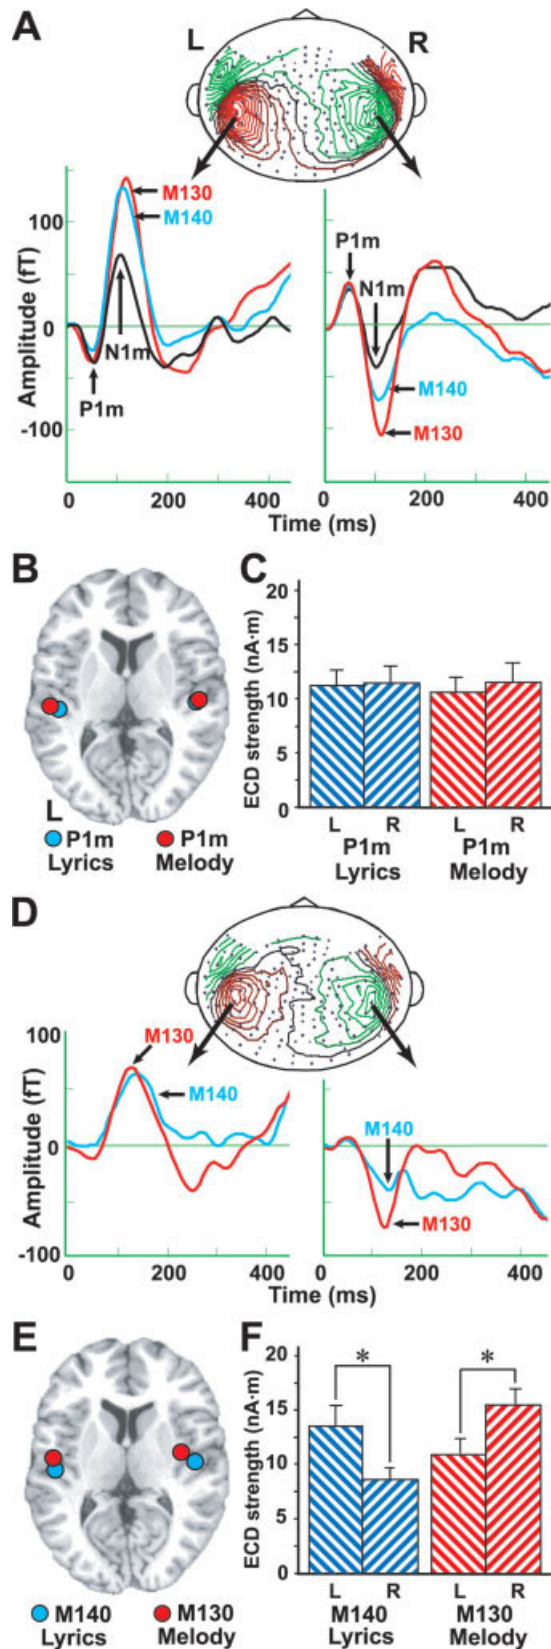 A
L
R
M130
M140
N1m
P1m
P1m
N1m
M140
M130
Amplitude (fT)
100
0
-100
0
200
400
0
200
400
Time (ms)
B
L
P1m
Lyrics
P1m
Melody
C
ECD strength (nA·m)
20
15
10
5
0
L
R
L
R
P1m
Lyrics
P1m
Melody
D
M130
M140
M140
M130
Amplitude (fT)
100
0
-100
0
200
400
0
200
400
Time (ms)
E
M140
Lyrics
M130
Melody
F
ECD strength (nA·m)
20
15
10
5
0
*
*
L
R
L
R
M140
Lyrics
M130
Melody